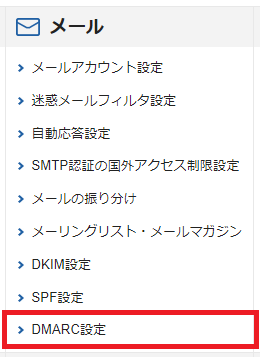 メール
メールアカウント設定
迷惑メールフィルタ設定
自動応答設定
SMTP認証の国外アクセス制限設定
メールの振り分け
メーリングリスト・メールマガジン
DKIM設定
SPF設定
DMARC設定